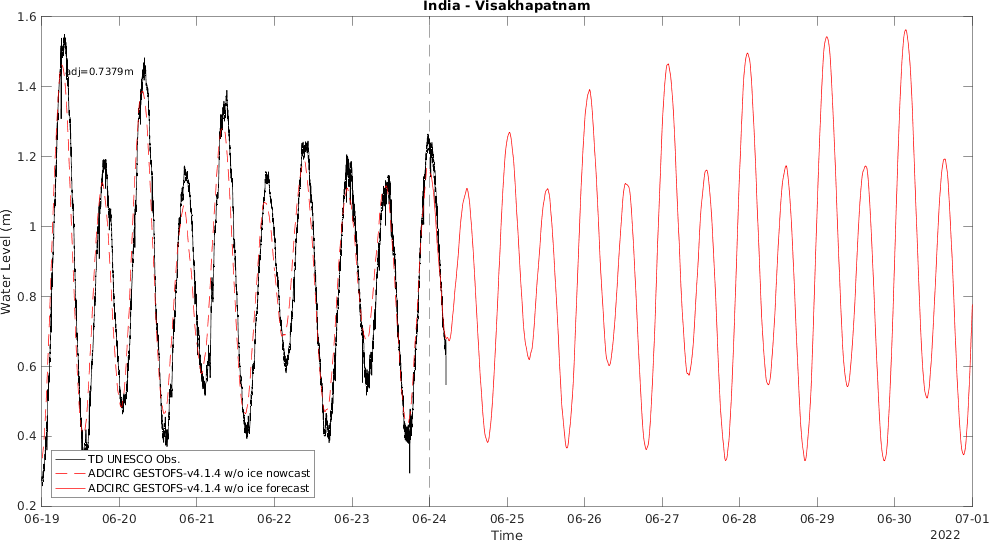 India - Visakhapatnam
1.6
1.4
1.2
1
0.8
0.6
0.4
0.2
Water Level (m)
adj=0.7379m
TD UNESCO Obs.
ADCIRC GESTOFS-v4.1.4 w/o ice nowcast
ADCIRC GESTOFS-v4.1.4 w/o ice forecast
06-19 06-20 06-21 06-22 06-23 06-24 06-25 06-26 06-27 06-28 06-29 06-30 07-01
Time
2022